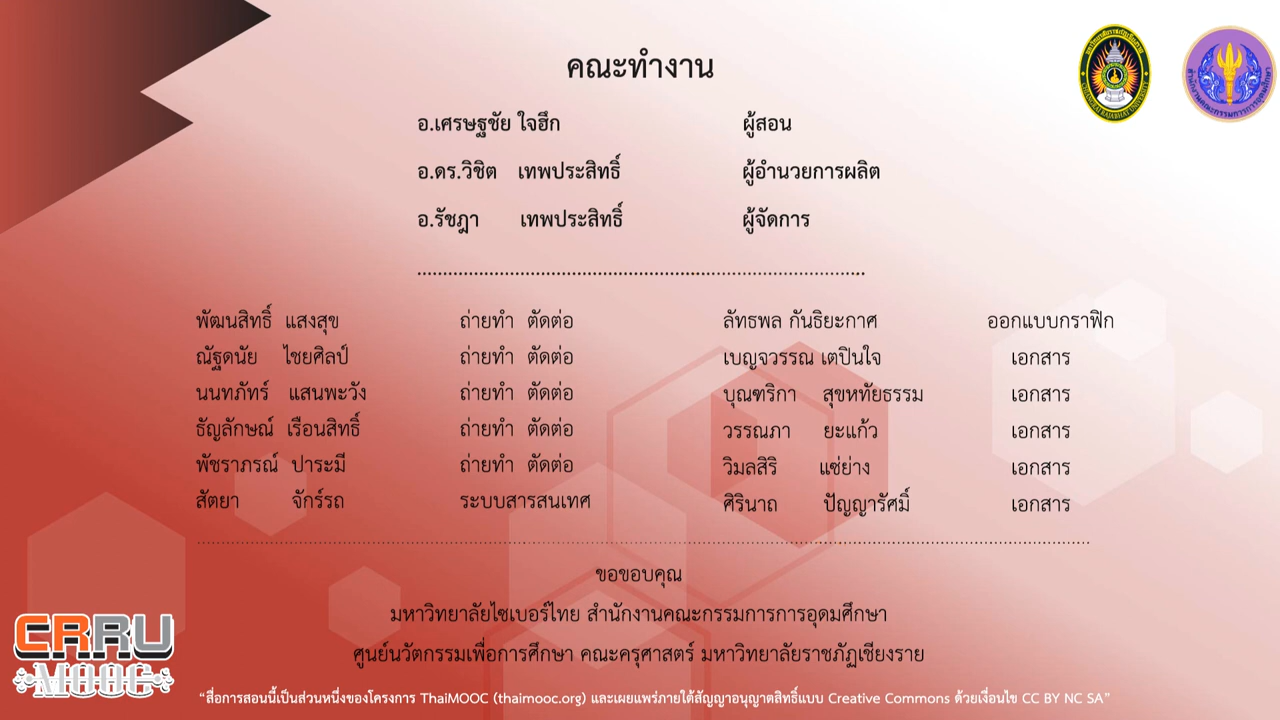 คณะทำงาน
อ.เศรษฐชัย ใจฮึก ผู้สอน
อ.ดร.วิชิต เทพประสิทธิ์ ผู้อำนวยการผลิต
อ.รัชฎา เทพประสิทธิ์ ผู้จัดการ
พัฒนสิทธิ์ แสงสุข ถ่ายทำ ตัดต่อ ลัทธพล กันธิยะกาศ ออกแบบกราฟิก
ณัฐดนัย ไชยศิลป์ ถ่ายทำ ตัดต่อ เบญจวรรณ เตปินใจ เอกสาร
นนทภัทร์ แสนพะวัง ถ่ายทำ ตัดต่อ บุณฑริกา สุขหทัยธรรม เอกสาร
ธัญลักษณ์ เรือนสิทธิ์ ถ่ายทำ ตัดต่อ วรรณภา ยะแก้ว เอกสาร
พัชราภรณ์ ปาระมี ถ่ายทำ ตัดต่อ วิมลสิริ แซ่ย่าง เอกสาร
สัตยา จักร์รถ ระบบสารสนเทศ ศิรินาถ ปัญญารัศมิ์ เอกสาร
ขอขอบคุณ
มหาวิทยาลัยไซเบอร์ไทย สำนักงานคณะกรรมการการอุดมศึกษา
ศูนย์นวัตกรรมเพื่อการศึกษา คณะครุศาสตร์ มหาวิทยาลัยราชภัฏเชียงราย
CRRU
MOOC
“สื่อการสอนนี้เป็นส่วนหนึ่งของโครงการ ThaiMOOC (thaimooc.org) และเผยแพร่ภายใต้สัญญาอนุญาตสิทธิ์แบบ Creative Commons ด้วยเงื่อนไข CC BY NC SA”